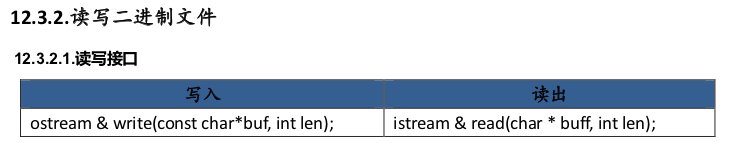 12.3.2.读写二进制文件
12.3.2.1.读写接口
写入 读出
ostream & write(const char*buf, int len); istream & read(char * buff, int len);